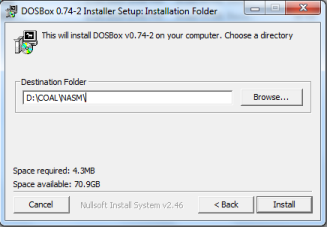 DOSBox 0.74-2 Installer Setup: Installation Folder
This will install DOSBox v0.74-2 on your computer. Choose a directory
Destination Folder
D:\COAL\NASM\
Browse...
Space required: 4.3MB
Space available: 70.9GB
Cancel
Nullsoft Install System v2.46
< Back
Install